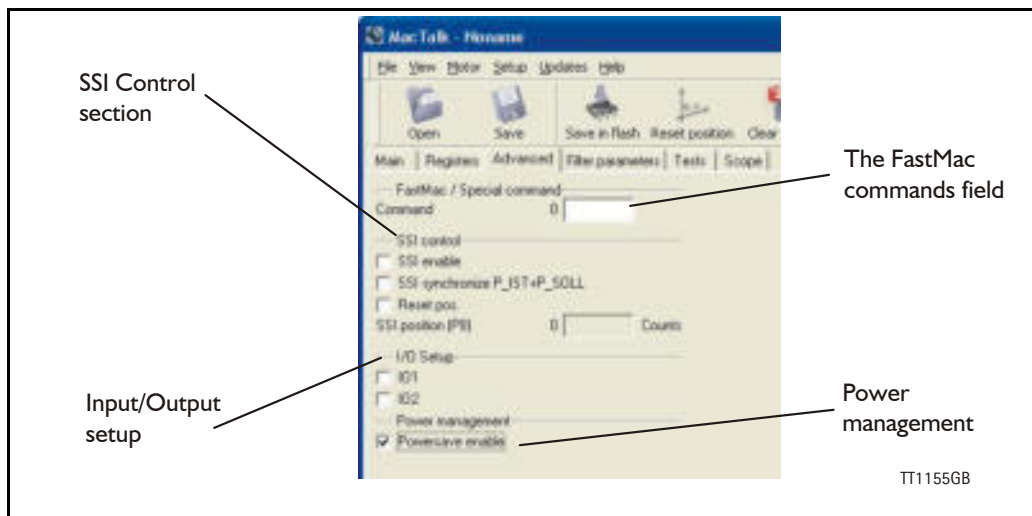 MacTalk - Noname
File View Motor Setup Updates Help
Open Save Save in flash Reset position Clear
Main Registers Advanced Filter parameters Tests Scope
SSI Control
section
FastMac / Special command
Command 0
The FastMac
commands field
SSI control
SSI enable
SSI synchronize P_IST+P_SOLL
Reset pos.
SSI position (P8) 0 Counts
I/O Setup
IO1
IO2
Input/Output
setup
Power management
Powersave enable
Power
management
TT1155GB